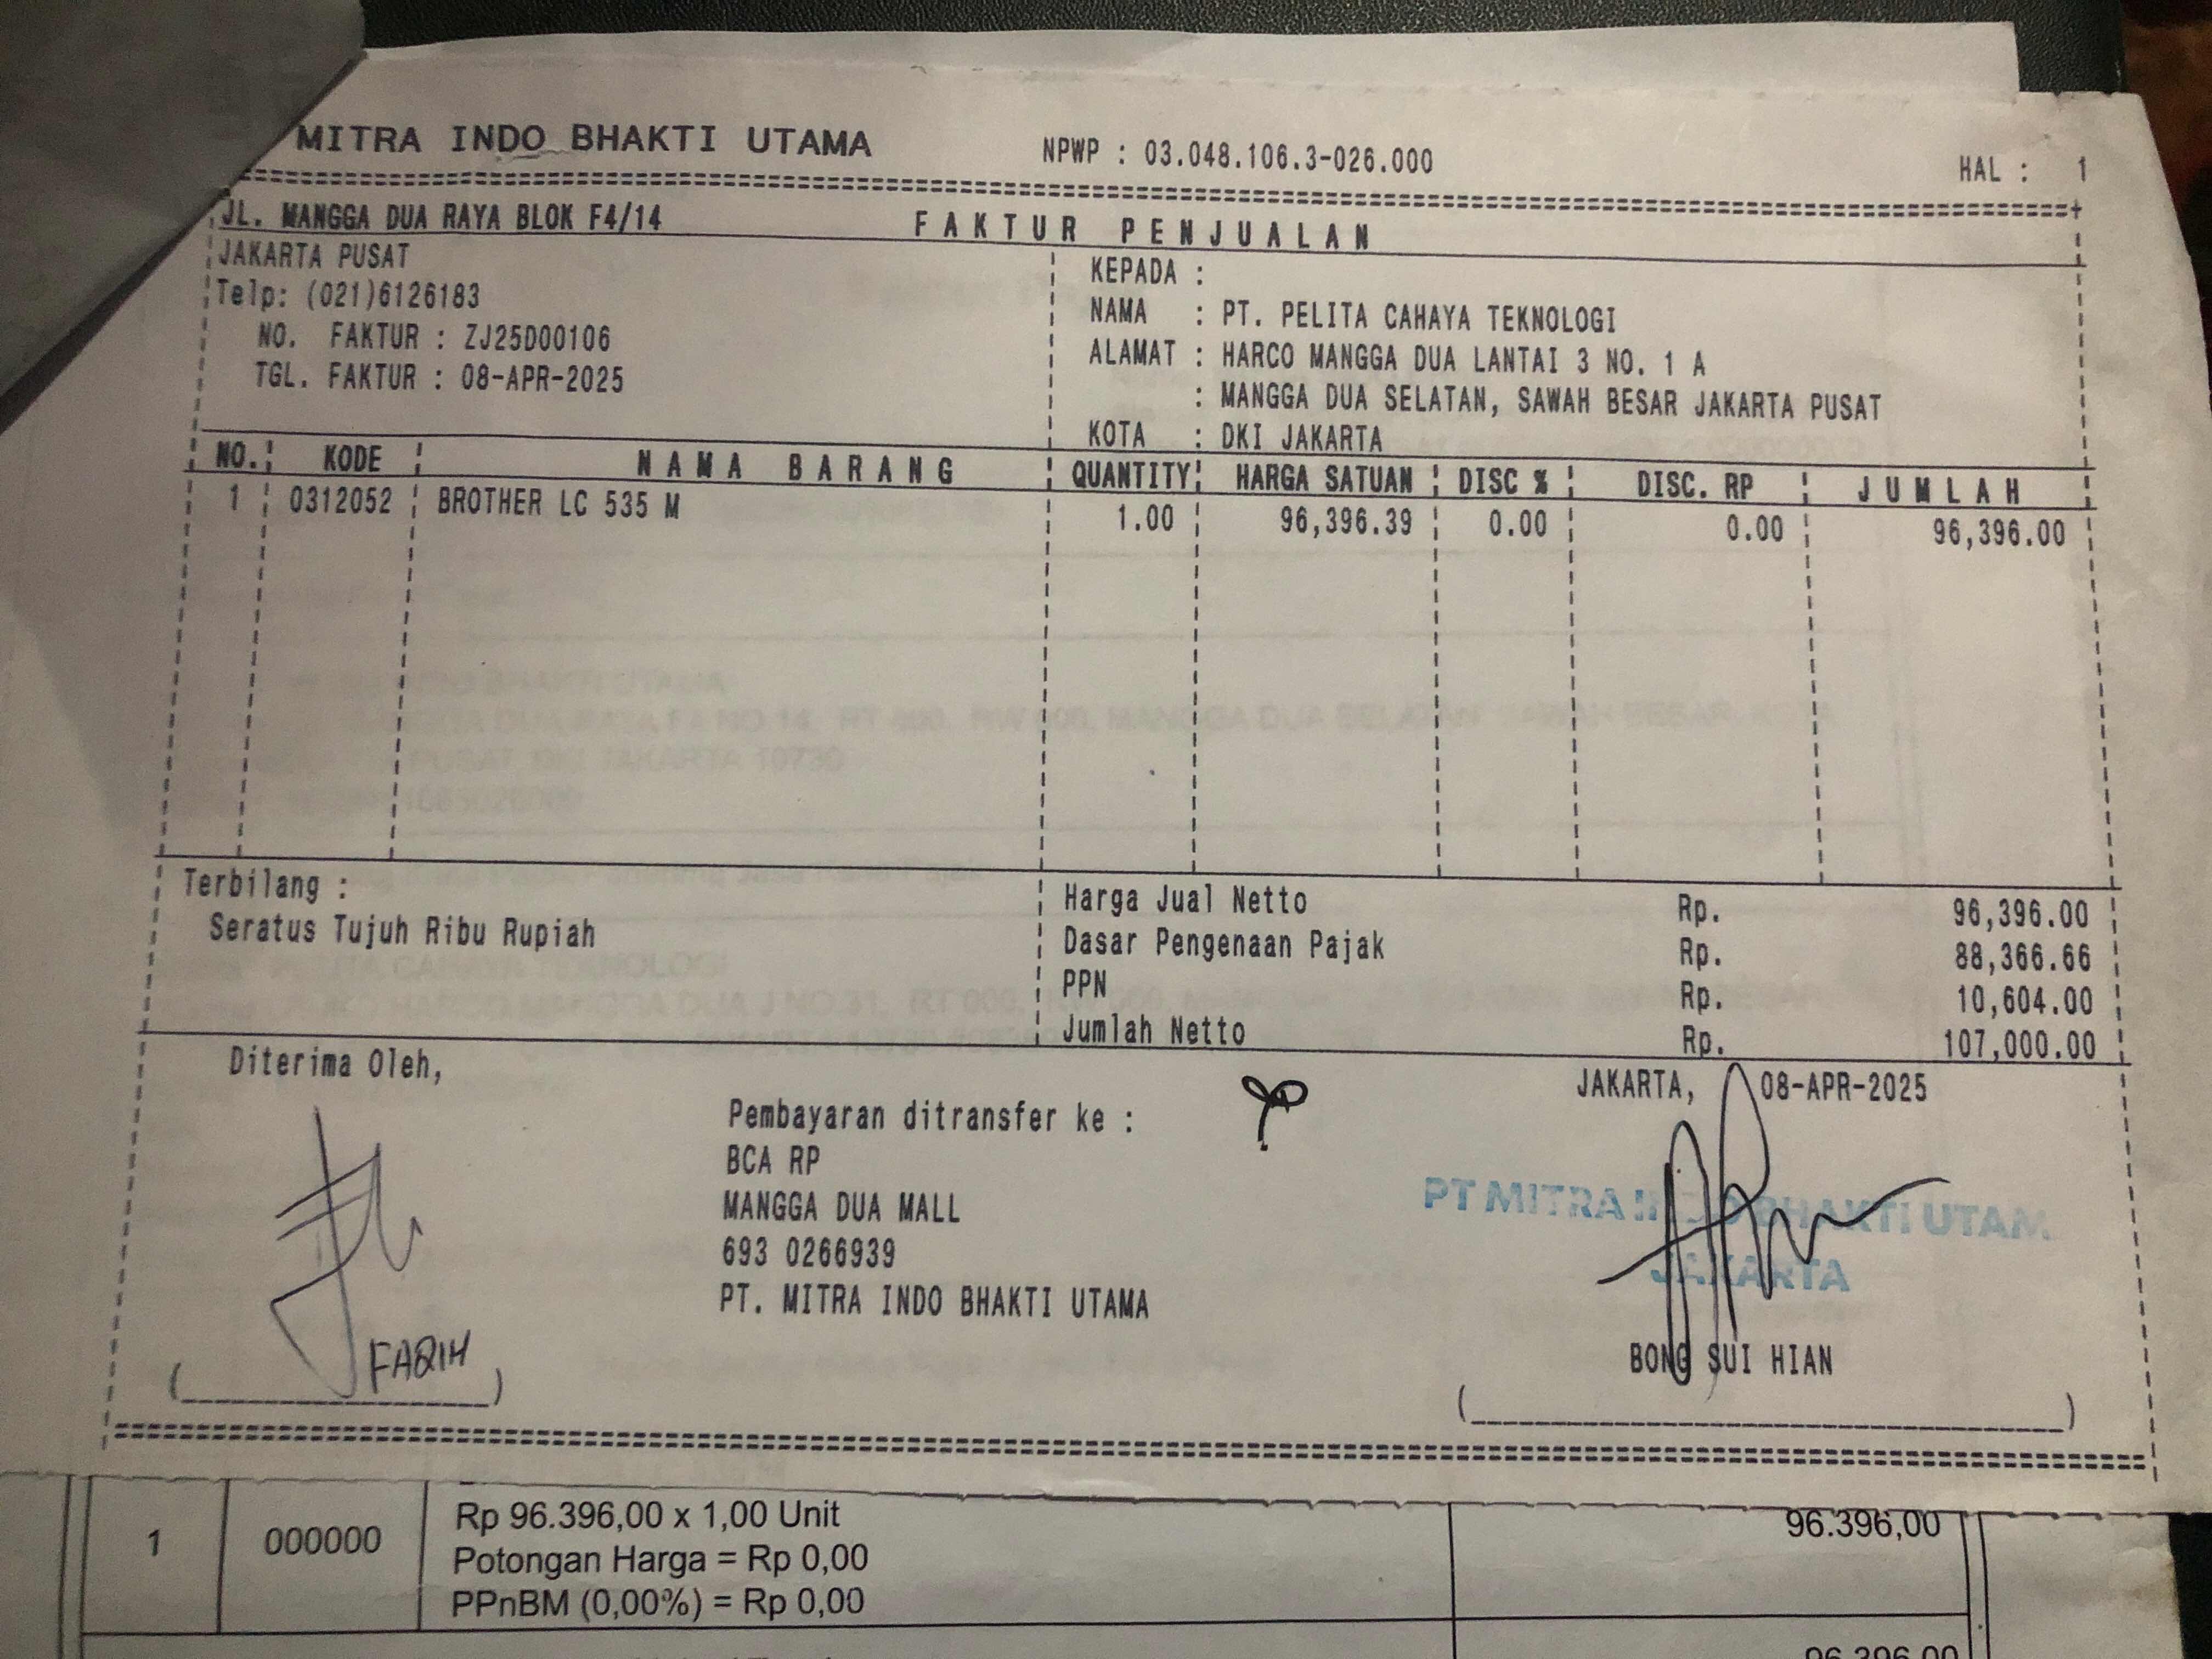 MITRA INDO BHAKTI UTAMA NPWP : 03.048.106.3-026.000 HAL : 1
JL. MANGGA DUA RAYA BLOK F4/14 FAKTUR PENJUALAN
JAKARTA PUSAT
Telp: (021)6126183
NO. FAKTUR : ZJ25D00106
TGL. FAKTUR : 08-APR-2025
KEPADA :
NAMA : PT. PELITA CAHAYA TEKNOLOGI
ALAMAT : HARCO MANGGA DUA LANTAI 3 NO. 1 A
: MANGGA DUA SELATAN, SAWAH BESAR JAKARTA PUSAT
KOTA : DKI JAKARTA
NO. KODE NAMA BARANG QUANTITY HARGA SATUAN DISC % DISC. RP JUMLAH
1 0312052 BROTHER LC 535 M 1.00 96,396.39 0.00 0.00 96,396.00
Terbilang :
Seratus Tujuh Ribu Rupiah
Harga Jual Netto Rp. 96,396.00
Dasar Pengenaan Pajak Rp. 88,366.66
PPN Rp. 10,604.00
Jumlah Netto Rp. 107,000.00
Diterima Oleh,
FAQIH
Pembayaran ditransfer ke :
BCA RP
MANGGA DUA MALL
693 0266939
PT. MITRA INDO BHAKTI UTAMA
JAKARTA, 08-APR-2025
PT MITRA BHAKTI UTAM
JAKARTA
BONG SUI HIAN
1 000000 Rp 96.396,00 x 1,00 Unit 96.396,00
Potongan Harga = Rp 0,00
PPnBM (0,00%) = Rp 0,00